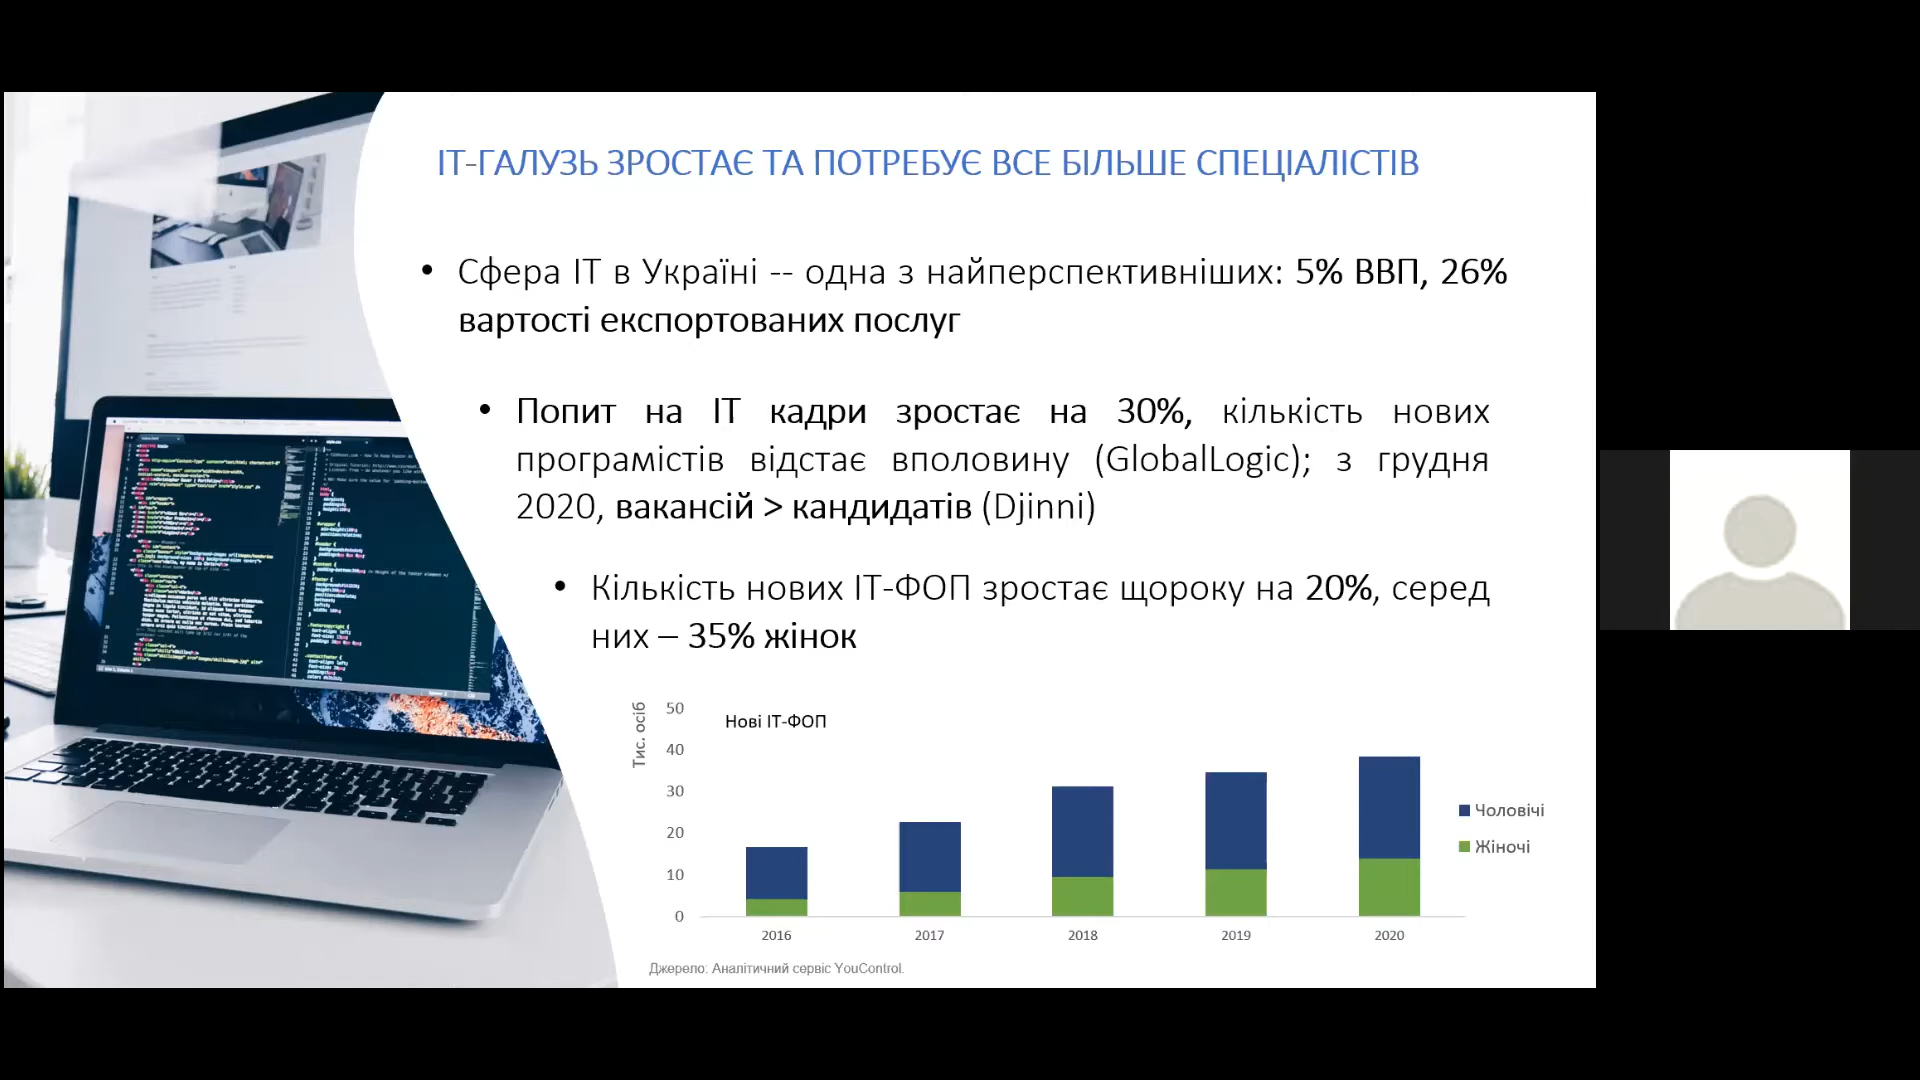 ІТ-ГАЛУЗЬ ЗРОСТАЄ ТА ПОТРЕБУЄ ВСЕ БІЛЬШЕ СПЕЦІАЛІСТІВ
• Сфера ІТ в Україні -- одна з найперспективніших: 5% ВВП, 26%
вартості експортованих послуг
• Попит на ІТ кадри зростає на 30%, кількість нових
програмістів відстає вполовину (GlobalLogic); з грудня
2020, вакансій > кандидатів (Djinni)
• Кількість нових ІТ-ФОП зростає щороку на 20%, серед
них – 35% жінок
Тис. осіб
Нові ІТ-ФОП
50
40
30
20
10
0
2016 2017 2018 2019 2020
Чоловічі
Жіночі
Джерело: Аналітичний сервіс YouControl.